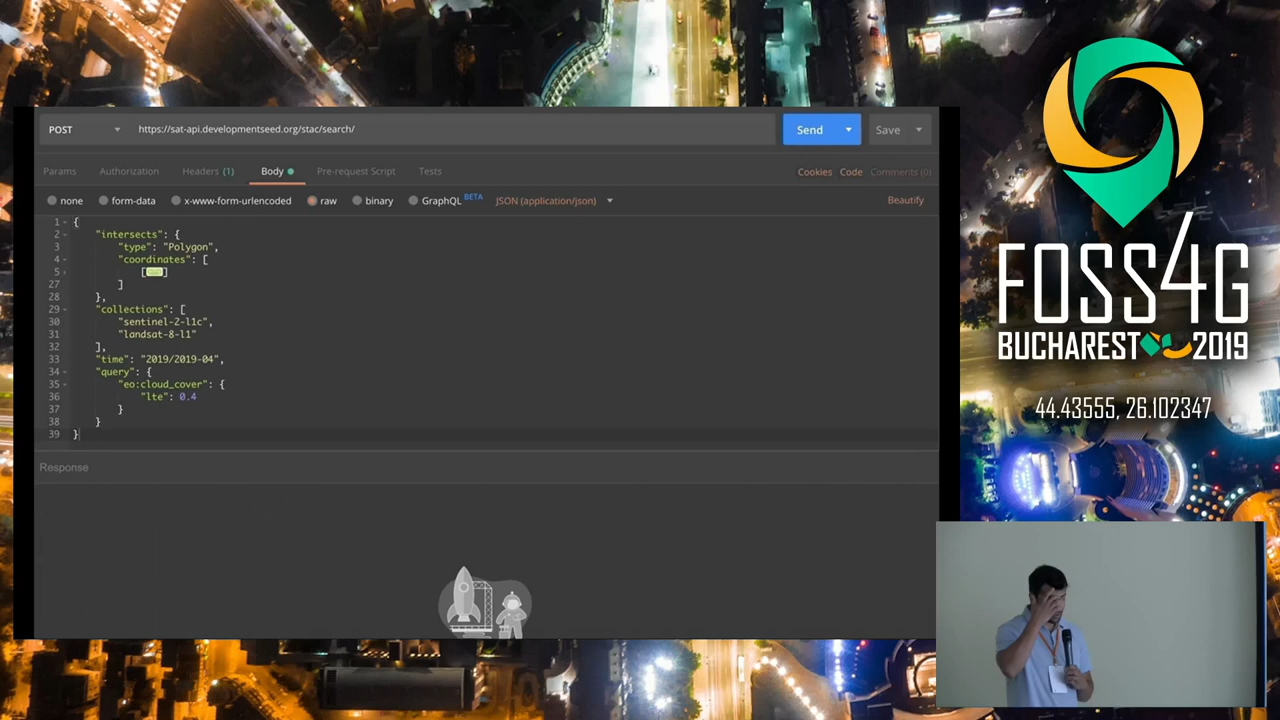 POST
https://sat-api.developmentseed.org/stac/search/
Send
Save
Params
Authorization
Headers (1)
Body
Pre-request Script
Tests
Cookies
Code
Comments (0)
none
form-data
x-www-form-urlencoded
raw
binary
GraphQL BETA
JSON (application/json)
Beautify
1 {
2 "intersects": {
3 "type": "Polygon",
4 "coordinates": [
5 [...]
27 ]
28 },
29 "collections": [
30 "sentinel-2-l1c",
31 "landsat-8-l1"
32 ],
33 "time": "2019/2019-04",
34 "query": {
35 "eo:cloud_cover": {
36 "lte": 0.4
37 }
38 }
39 }
Response
FOSS4G
BUCHAREST 2019
44.43555, 26.102347